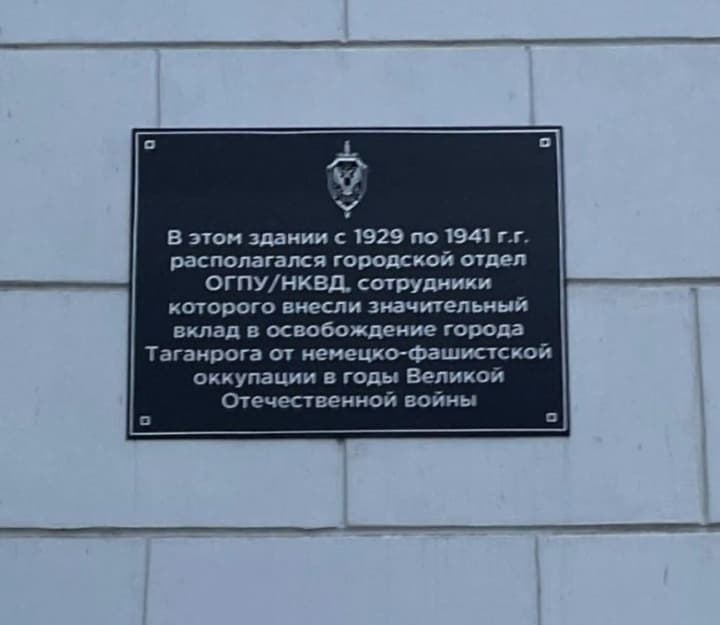 В этом здании с 1929 по 1941 г.г.
располагался городской отдел
ОГПУ/НКВД, сотрудники
которого внесли значительный
вклад в освобождение города
Таганрога от немецко-фашистской
оккупации в годы Великой
Отечественной войны